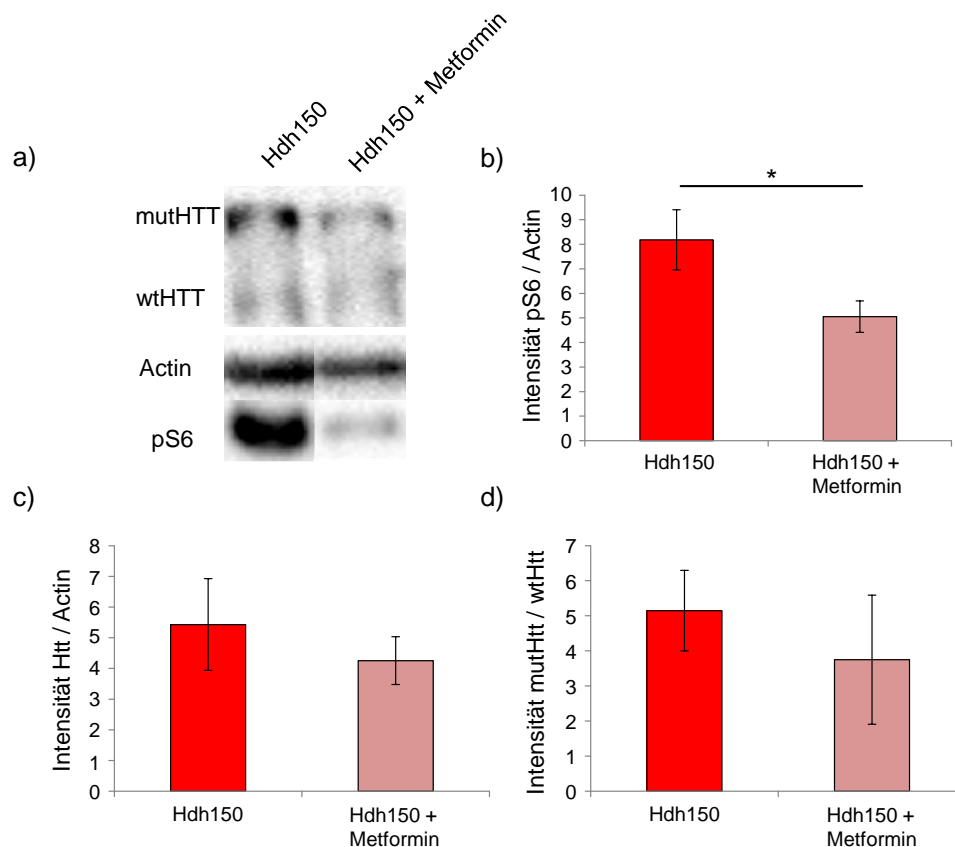 Hdh150
Hdh150 + Metformin
a)
mutHTT
wtHTT
Actin
pS6
b)
*
Intensität pS6 / Actin
10
9
8
7
6
5
4
3
2
1
0
Hdh150
Hdh150 +
Metformin
c)
Intensität Htt / Actin
8
7
6
5
4
3
2
1
0
Hdh150
Hdh150 +
Metformin
d)
Intensität mutHtt / wtHtt
7
6
5
4
3
2
1
0
Hdh150
Hdh150 +
Metformin